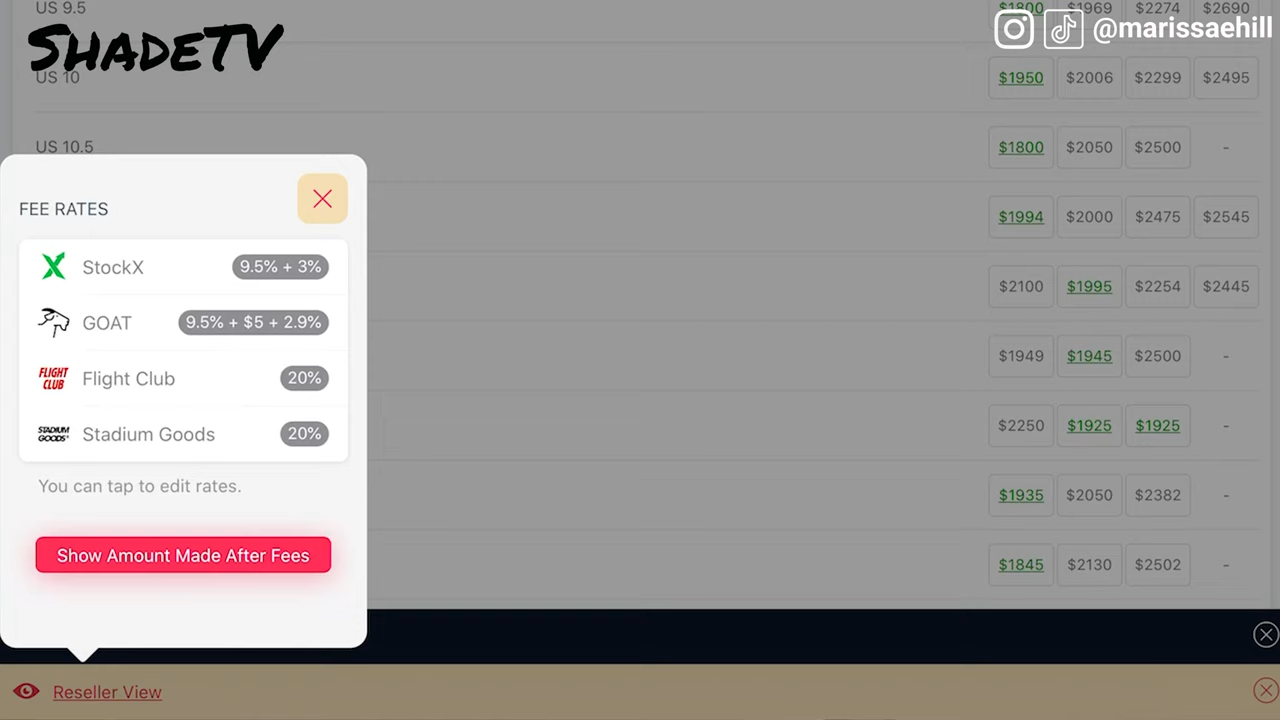 US 9.5 $1800 $1969 $2274 $2690
ShadeTV
@marissaehill
US 10 $1950 $2006 $2299 $2495
US 10.5 $1800 $2050 $2500 -
FEE RATES
$1994 $2000 $2475 $2545
StockX 9.5% + 3%
$2100 $1995 $2254 $2445
GOAT 9.5% + $5 + 2.9%
$1949 $1945 $2500 -
FLIGHT CLUB Flight Club 20%
$2250 $1925 $1925 -
STADIUM GOODS Stadium Goods 20%
You can tap to edit rates.
$1935 $2050 $2382 -
Show Amount Made After Fees
$1845 $2130 $2502 -
Reseller View